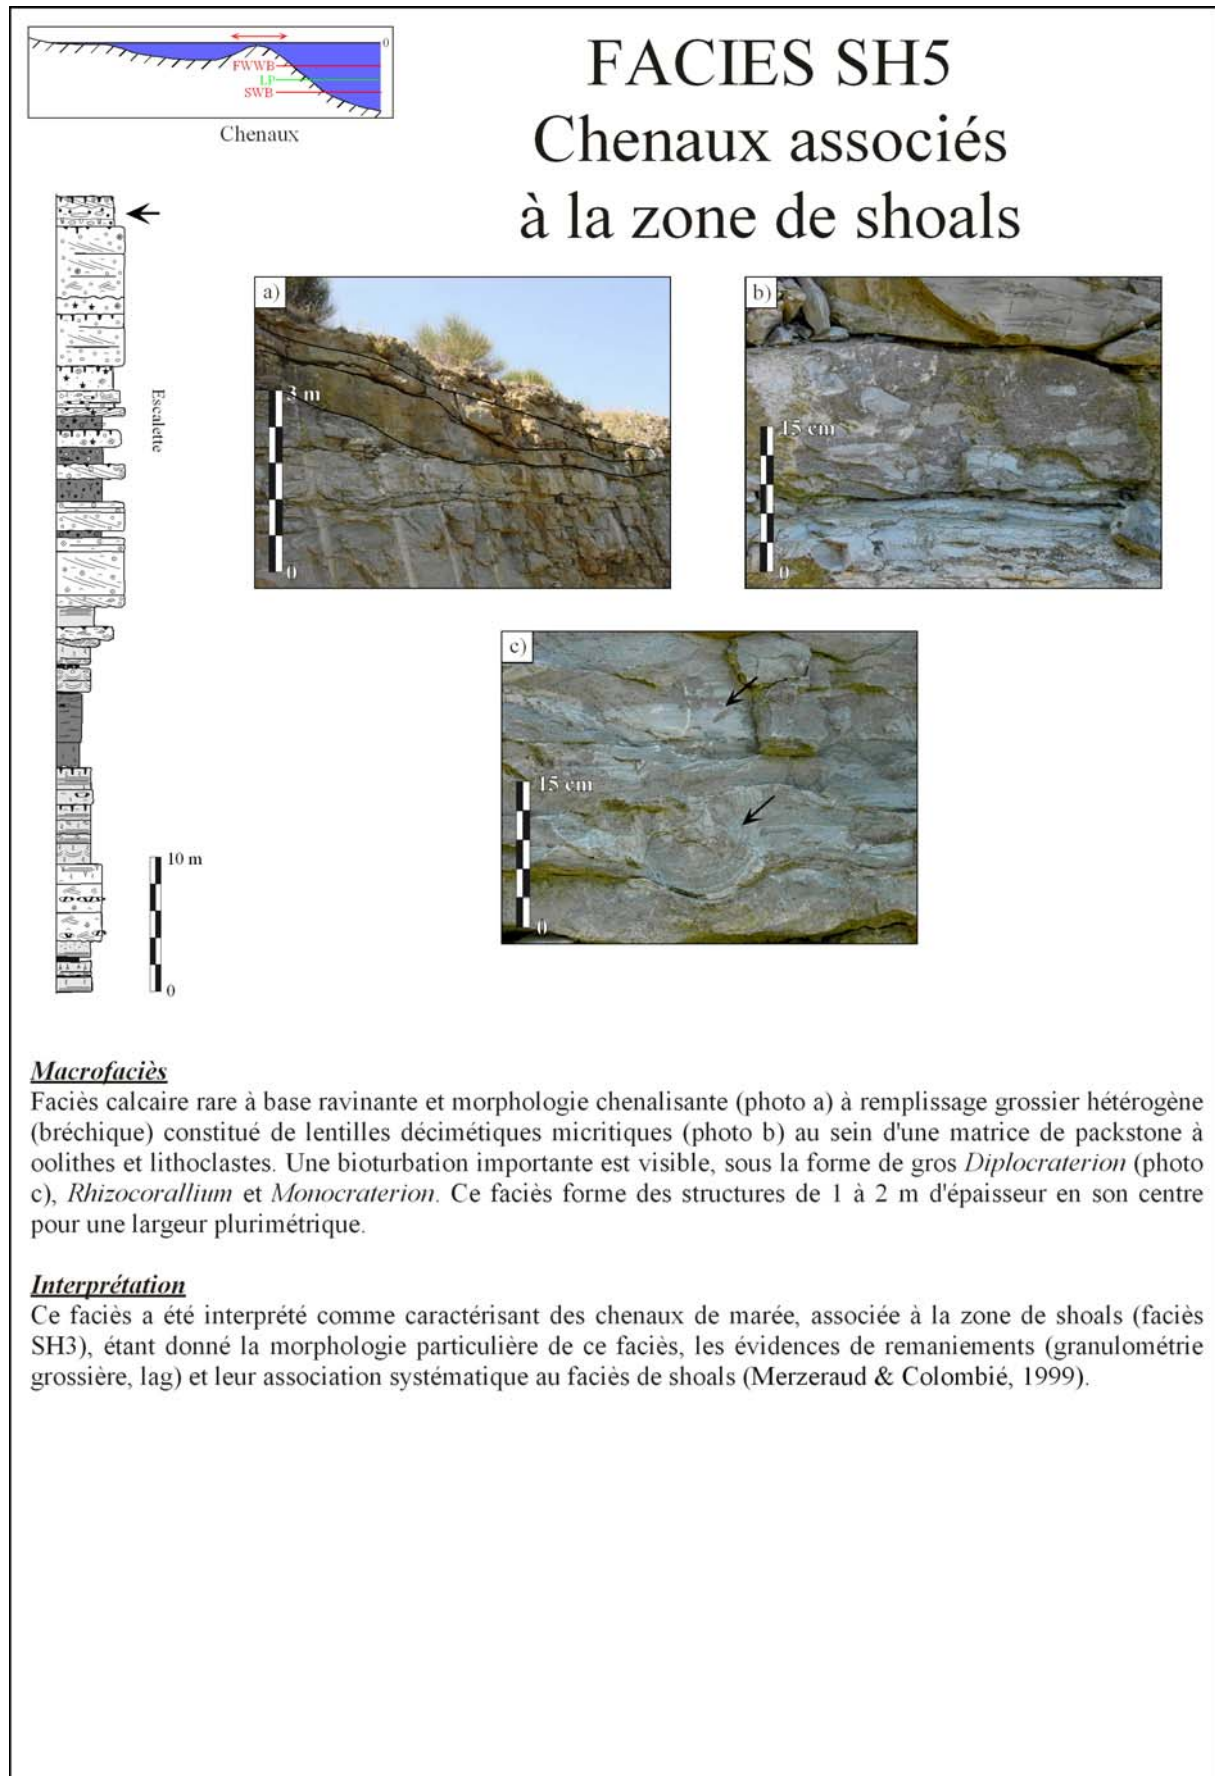 0
FWWB
LP
SWB
Chenaux
FACIES SH5
Chenaux associés
à la zone de shoals
Escalette
10 m
0
a)
3 m
0
b)
15 cm
0
c)
15 cm
0
Macrofaciès
Faciès calcaire rare à base ravinante et morphologie chenalisante (photo a) à remplissage grossier hétérogène
(bréchique) constitué de lentilles décimétiques micritiques (photo b) au sein d'une matrice de packstone à
oolithes et lithoclastes. Une bioturbation importante est visible, sous la forme de gros Diplocraterion (photo
c), Rhizocorallium et Monocraterion. Ce faciès forme des structures de 1 à 2 m d'épaisseur en son centre
pour une largeur plurimétrique.
Interprétation
Ce faciès a été interprété comme caractérisant des chenaux de marée, associée à la zone de shoals (faciès
SH3), étant donné la morphologie particulière de ce faciès, les évidences de remaniements (granulométrie
grossière, lag) et leur association systématique au faciès de shoals (Merzeraud & Colombié, 1999).